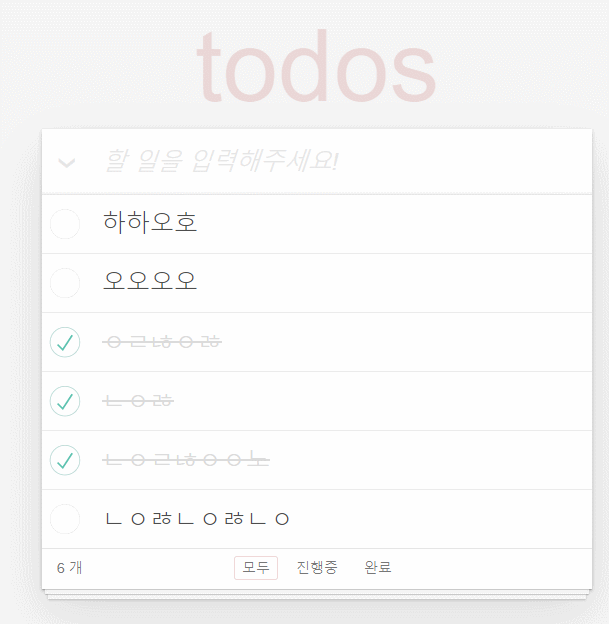 todos
할 일을 입력해주세요!
하하오호
오오오오
ㅇㄹㄶㅇㅀ
ㄴㅇㅀ
ㄴㅇㄹㄶㅇㅇ노
ㄴㅇㅀㄴㅇㅀㄴㅇ
6 개 모두 진행중 완료